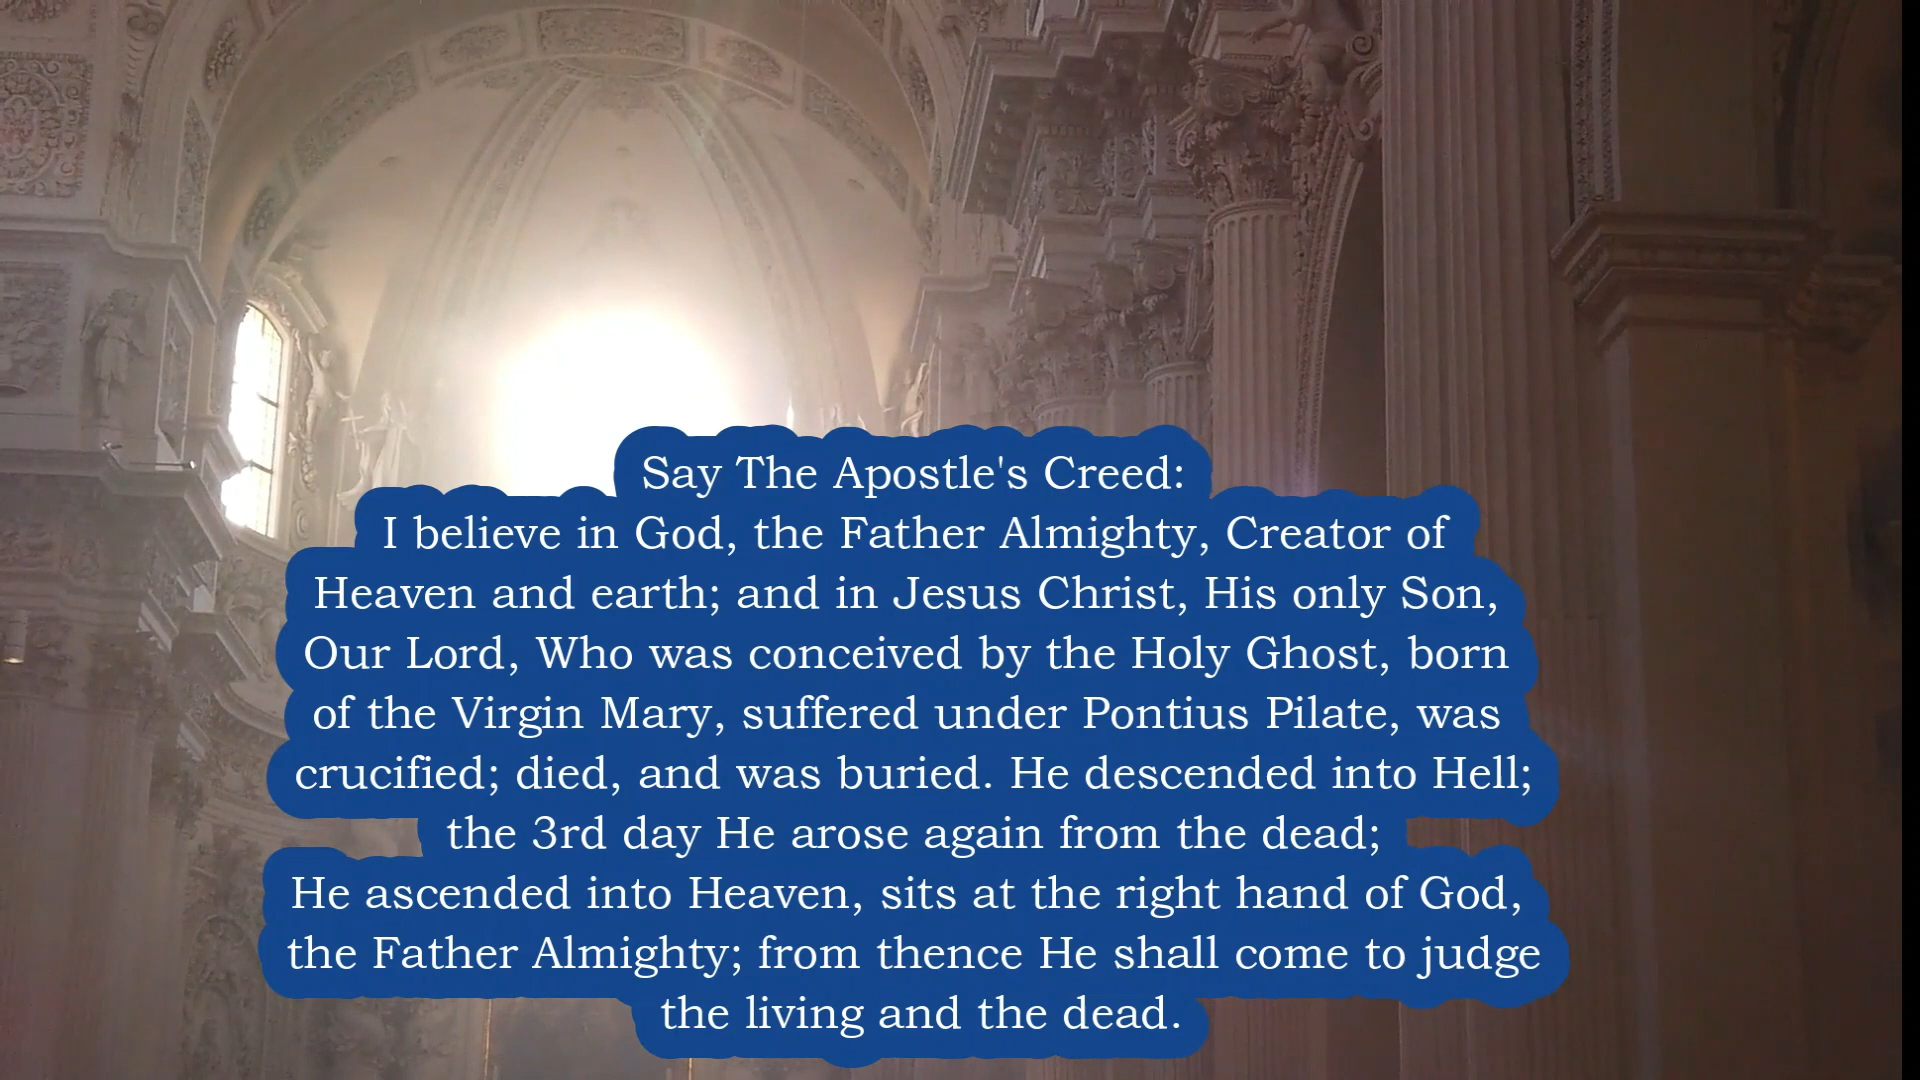 Say The Apostle's Creed:
I believe in God, the Father Almighty, Creator of
Heaven and earth; and in Jesus Christ, His only Son,
Our Lord, Who was conceived by the Holy Ghost, born
of the Virgin Mary, suffered under Pontius Pilate, was
crucified; died, and was buried. He descended into Hell;
the 3rd day He arose again from the dead;
He ascended into Heaven, sits at the right hand of God,
the Father Almighty; from thence He shall come to judge
the living and the dead.